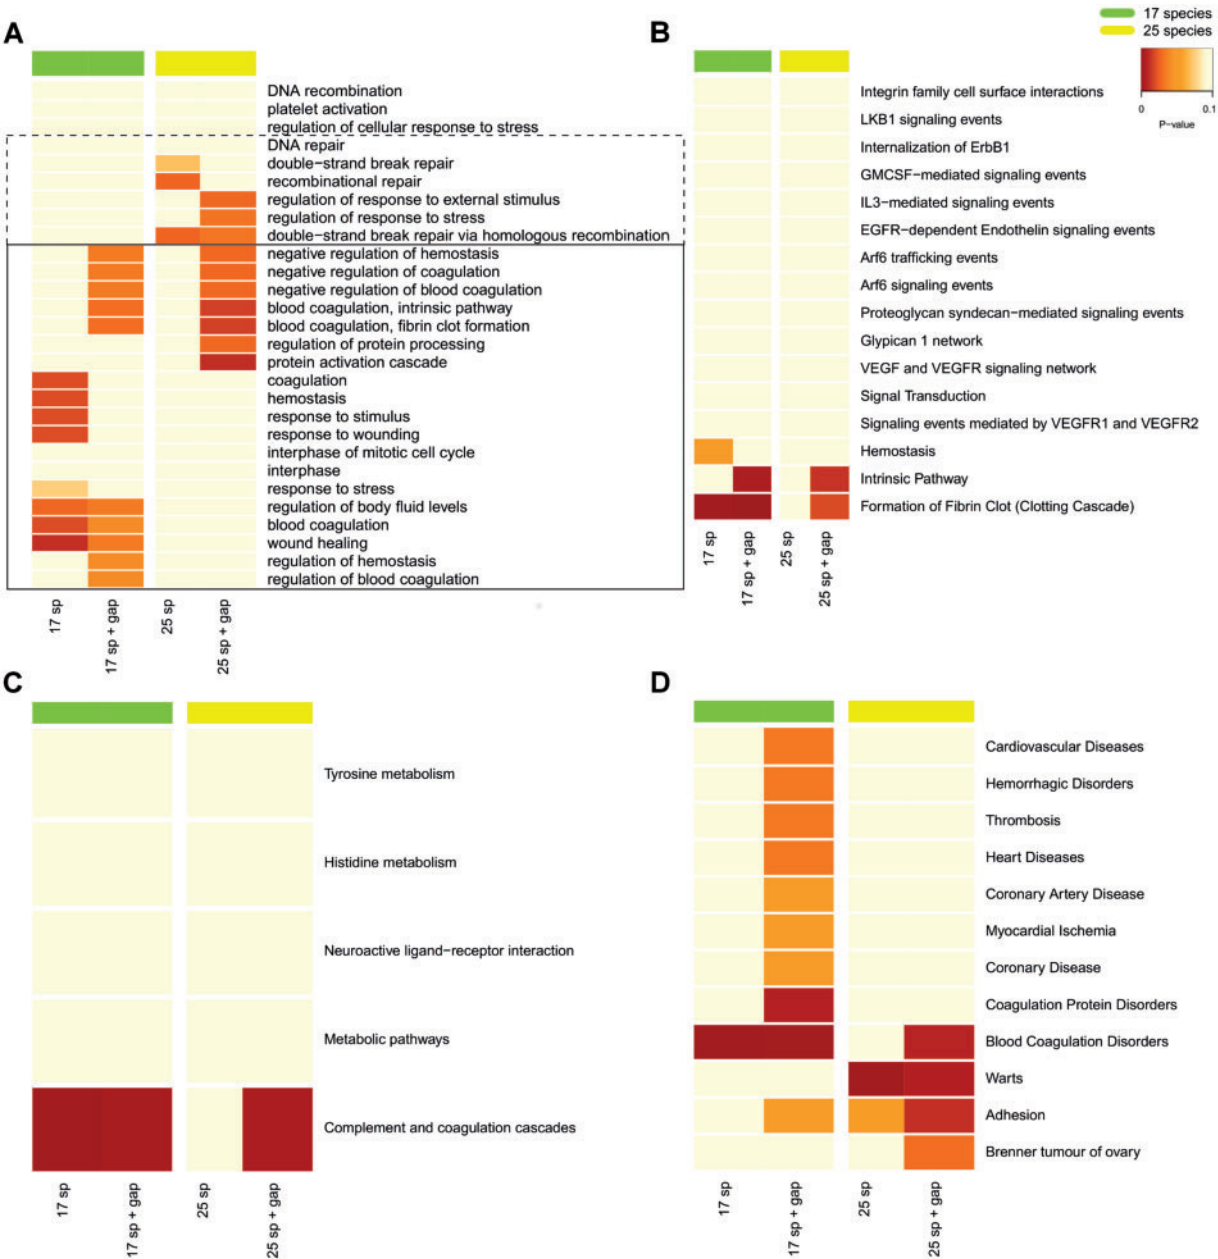 A
DNA recombination
platelet activation
regulation of cellular response to stress
DNA repair
double−strand break repair
recombinational repair
regulation of response to external stimulus
regulation of response to stress
double−strand break repair via homologous recombination
negative regulation of hemostasis
negative regulation of coagulation
negative regulation of blood coagulation
blood coagulation, intrinsic pathway
blood coagulation, fibrin clot formation
regulation of protein processing
protein activation cascade
coagulation
hemostasis
response to stimulus
response to wounding
interphase of mitotic cell cycle
interphase
response to stress
regulation of body fluid levels
blood coagulation
wound healing
regulation of hemostasis
regulation of blood coagulation
17 sp
17 sp + gap
25 sp
25 sp + gap
B
17 species
25 species
0
0.1
P−value
Integrin family cell surface interactions
LKB1 signaling events
Internalization of ErbB1
GMCSF−mediated signaling events
IL3−mediated signaling events
EGFR−dependent Endothelin signaling events
Arf6 trafficking events
Arf6 signaling events
Proteoglycan syndecan−mediated signaling events
Glypican 1 network
VEGF and VEGFR signaling network
Signal Transduction
Signaling events mediated by VEGFR1 and VEGFR2
Hemostasis
Intrinsic Pathway
Formation of Fibrin Clot (Clotting Cascade)
17 sp
17 sp + gap
25 sp
25 sp + gap
C
Tyrosine metabolism
Histidine metabolism
Neuroactive ligand−receptor interaction
Metabolic pathways
Complement and coagulation cascades
17 sp
17 sp + gap
25 sp
25 sp + gap
D
Cardiovascular Diseases
Hemorrhagic Disorders
Thrombosis
Heart Diseases
Coronary Artery Disease
Myocardial Ischemia
Coronary Disease
Coagulation Protein Disorders
Blood Coagulation Disorders
Warts
Adhesion
Brenner tumour of ovary
17 sp
17 sp + gap
25 sp
25 sp + gap